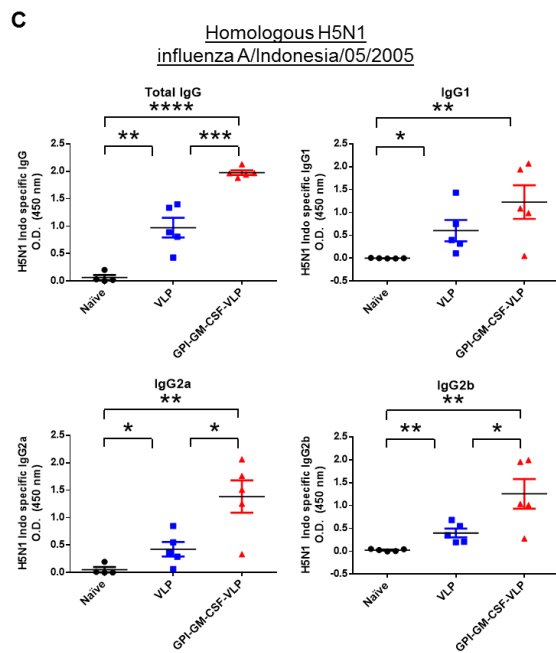 C
Homologous H5N1
influenza A/Indonesia/05/2005
Total IgG
****
**
***
H5N1 Indo specific IgG
O.D. (450 nm)
2.5
2.0
1.5
1.0
0.5
0.0
Naïve
VLP
GPI-GM-CSF-VLP
IgG1
**
*
H5N1 Indo specific IgG1
O.D. (450 nm)
2.5
2.0
1.5
1.0
0.5
0.0
-0.5
Naïve
VLP
GPI-GM-CSF-VLP
IgG2a
**
*
*
H5N1 Indo specific IgG2a
O.D. (450 nm)
2.5
2.0
1.5
1.0
0.5
0.0
Naïve
VLP
GPI-GM-CSF-VLP
IgG2b
**
**
*
H5N1 Indo specific IgG2b
O.D. (450 nm)
2.5
2.0
1.5
1.0
0.5
0.0
-0.5
Naïve
VLP
GPI-GM-CSF-VLP